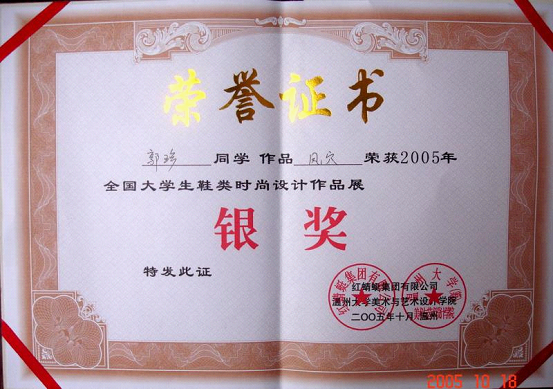 荣誉证书
郭珍 同学 作品 风穴 荣获2005年
全国大学生鞋类时尚设计作品展
银奖
特发此证
红蜻蜓集团有限公司
温州大学美术与艺术设计学院
二〇〇五年十月 温州
2005 10 18